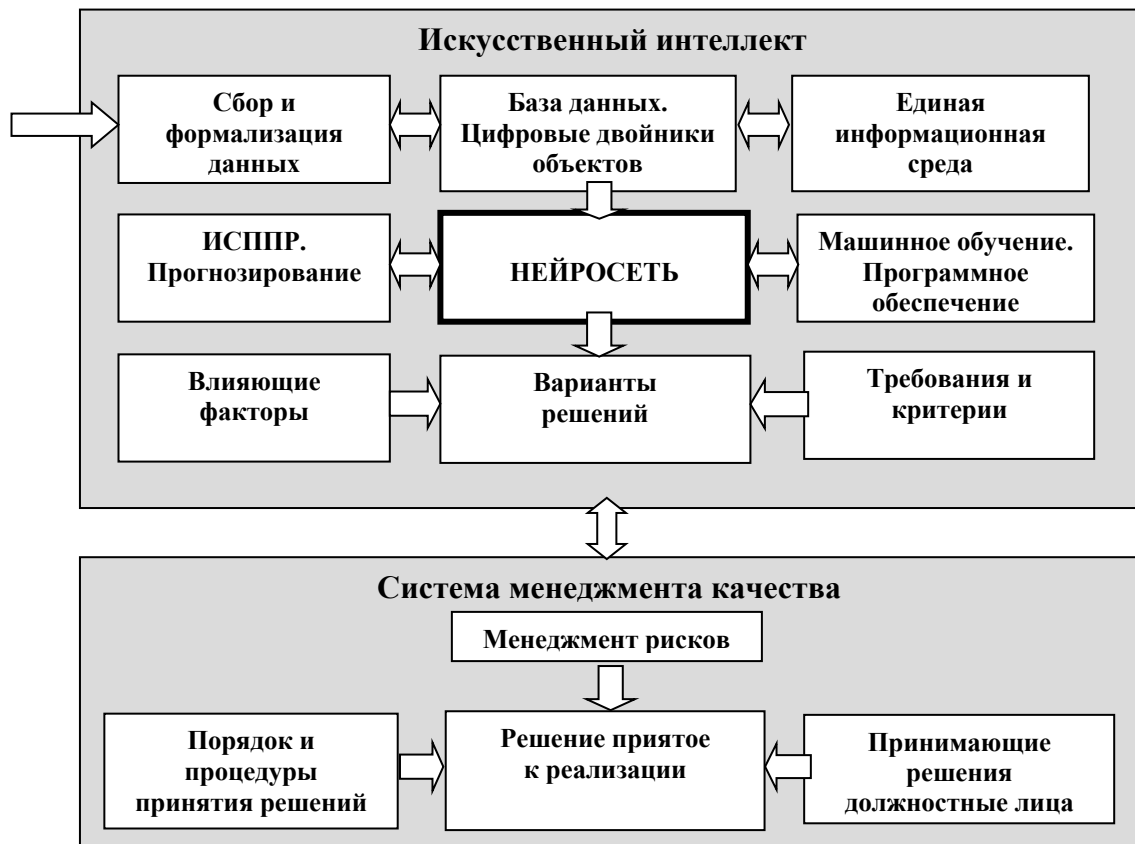 Искусственный интеллект
Сбор и
формализация
данных
База данных.
Цифровые двойники
объектов
Единая
информационная
среда
ИСППР.
Прогнозирование
НЕЙРОСЕТЬ
Машинное обучение.
Программное
обеспечение
Влияющие
факторы
Варианты
решений
Требования и
критерии
Система менеджмента качества
Менеджмент рисков
Порядок и
процедуры
принятия решений
Решение приятое
к реализации
Принимающие
решения
должностные лица